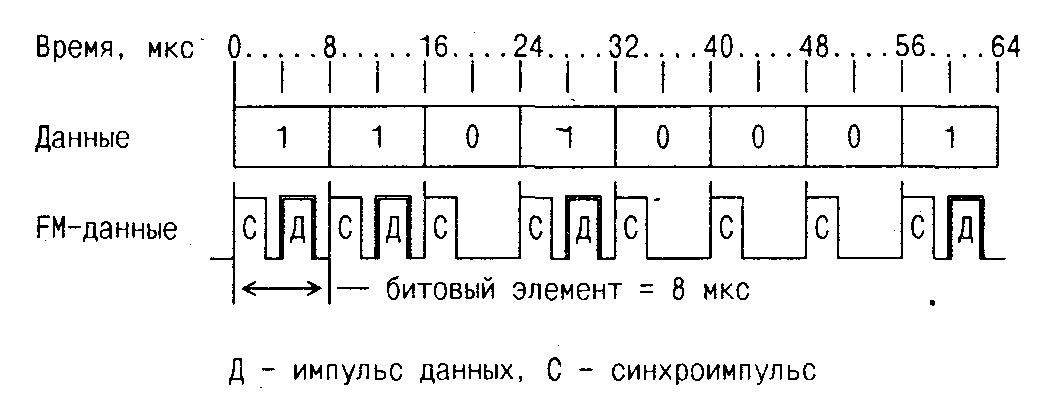 Время, мкс 0.....8.....16....24....32....40....48....56....64
Данные 1 1 0 1 0 0 0 1
FM-данные С Д С Д С С Д С С С С Д
битовый элемент = 8 мкс
Д - импульс данных, С - синхроимпульс